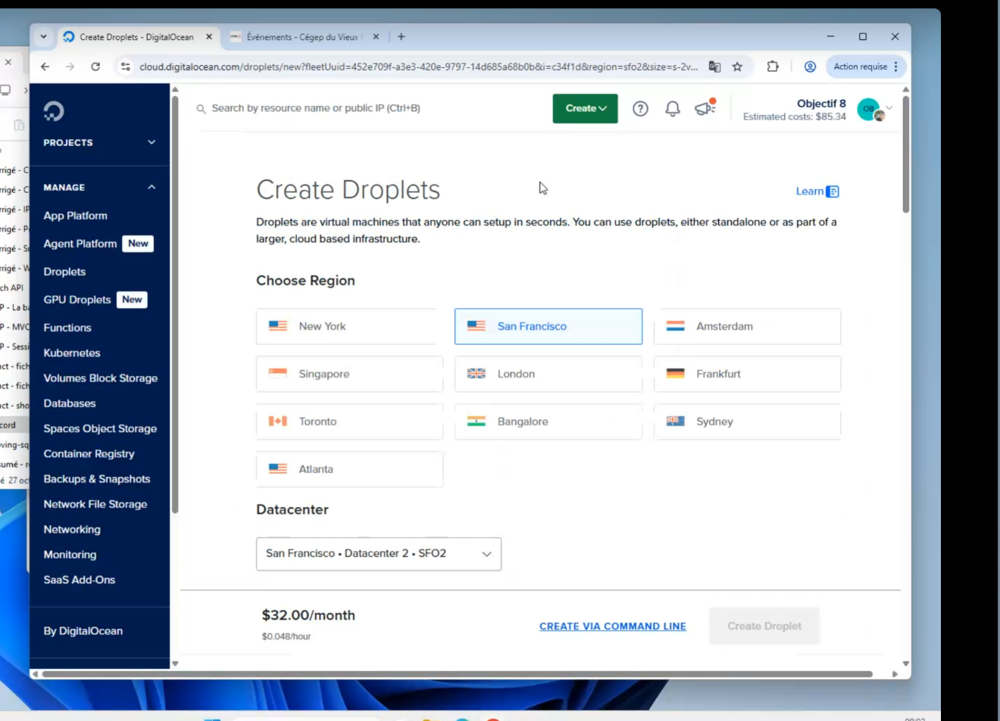 Create Droplets - DigitalOcean
Événements - Cégep du Vieux
cloud.digitalocean.com/droplets/new?fleetUuid=452e709f-a3e3-420e-9797-14d685a68b0b&i=c34f1d&region=sfo2&size=s-2v...
Action requise
Search by resource name or public IP (Ctrl+B)
Create
Objectif 8
Estimated costs: $85.34
OB
PROJECTS
MANAGE
App Platform
Agent Platform New
Droplets
GPU Droplets New
Functions
Kubernetes
Volumes Block Storage
Databases
Spaces Object Storage
Container Registry
Backups & Snapshots
Network File Storage
Networking
Monitoring
SaaS Add-Ons
By DigitalOcean
rrigé - C
rrigé - C
rrigé - IP
rrigé - P
rrigé - S
rrigé - W
ch API
P - La b
P - MVC
P - Sessi
act - fich
act - fich
act - sho
cord
ving-sq
sumé - r
é 27 oct
Create Droplets
Learn
Droplets are virtual machines that anyone can setup in seconds. You can use droplets, either standalone or as part of a
larger, cloud based infrastructure.
Choose Region
New York
San Francisco
Amsterdam
Singapore
London
Frankfurt
Toronto
Bangalore
Sydney
Atlanta
Datacenter
San Francisco • Datacenter 2 • SFO2
$32.00/month
$0.048/hour
CREATE VIA COMMAND LINE
Create Droplet